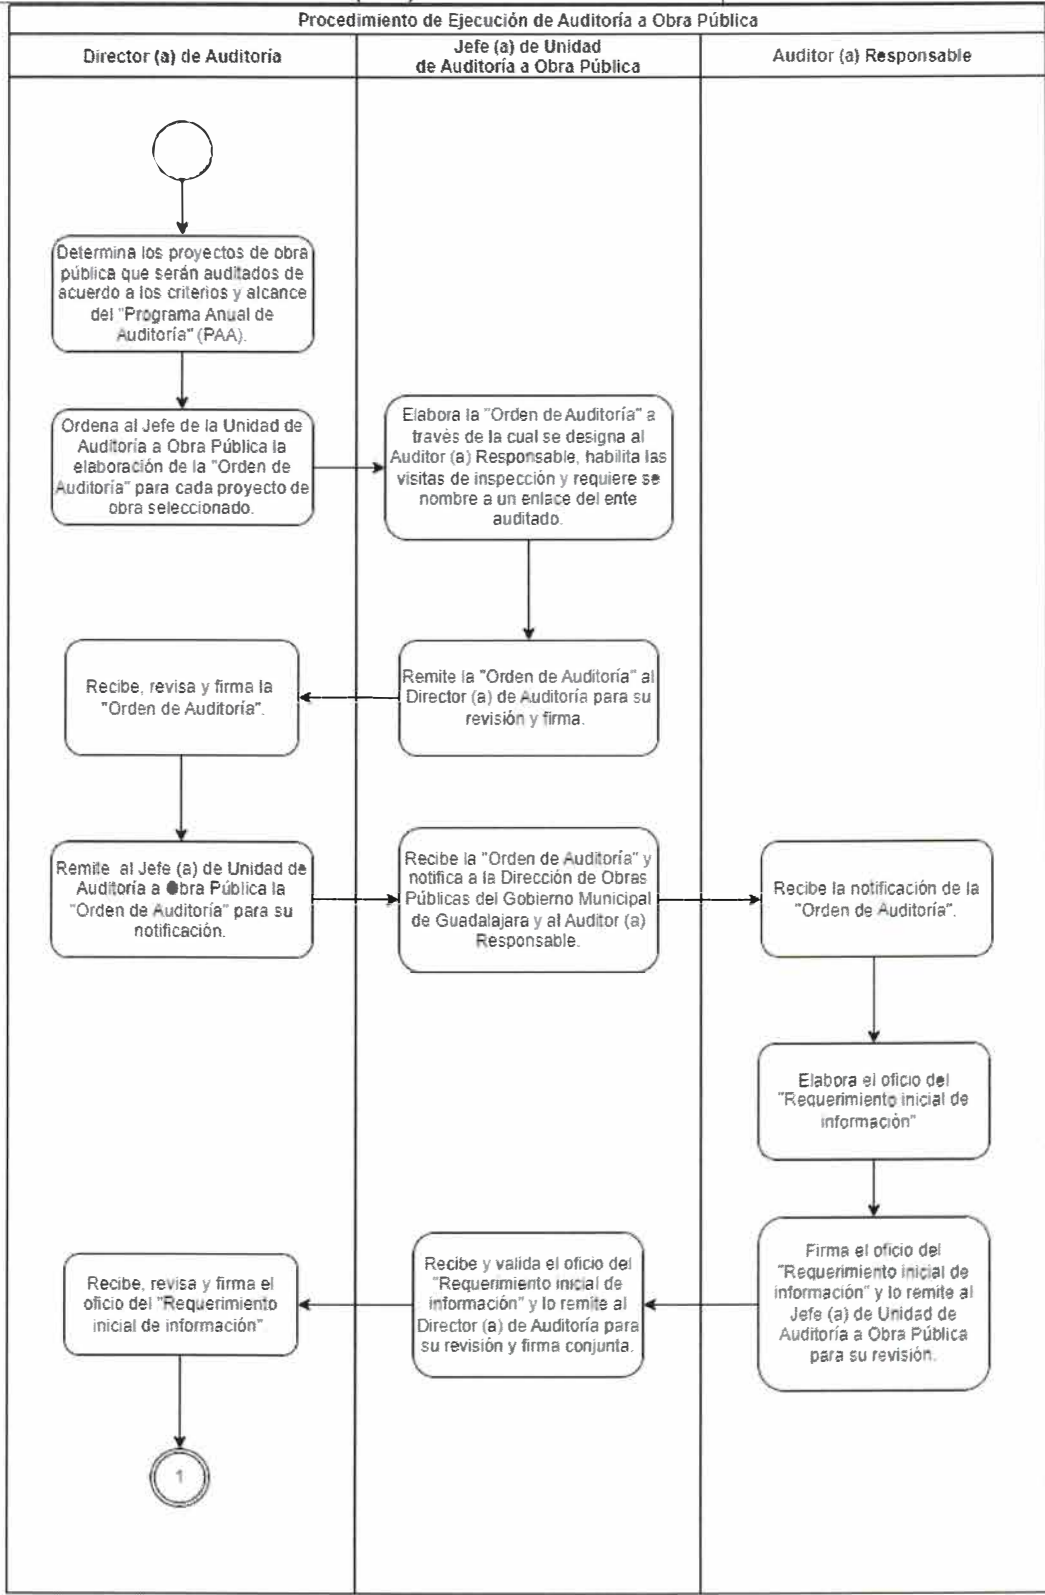 Procedimiento de Ejecución de Auditoría a Obra Pública
Director (a) de Auditoría
Jefe (a) de Unidad
de Auditoría a Obra Pública
Auditor (a) Responsable
Determina los proyectos de obra
pública que serán auditados de
acuerdo a los criterios y alcance
del "Programa Anual de
Auditoría" (PAA).
Ordena al Jefe de la Unidad de
Auditoría a Obra Pública la
elaboración de la "Orden de
Auditoría" para cada proyecto de
obra seleccionado.
Elabora la "Orden de Auditoría" a
través de la cual se designa al
Auditor (a) Responsable, habilita las
visitas de inspección y requiere se
nombre a un enlace del ente
auditado.
Remite la "Orden de Auditoría" al
Director (a) de Auditoría para su
revisión y firma.
Recibe, revisa y firma la
"Orden de Auditoría".
Remite al Jefe (a) de Unidad de
Auditoría a Obra Pública la
"Orden de Auditoría" para su
notificación.
Recibe la "Orden de Auditoría" y
notifica a la Dirección de Obras
Públicas del Gobierno Municipal
de Guadalajara y al Auditor (a)
Responsable.
Recibe la notificación de la
"Orden de Auditoría".
Elabora el oficio del
"Requerimiento inicial de
información"
Firma el oficio del
"Requerimiento inicial de
información" y lo remite al
Jefe (a) de Unidad de
Auditoría a Obra Pública
para su revisión.
Recibe y valida el oficio del
"Requerimiento inicial de
información" y lo remite al
Director (a) de Auditoría para
su revisión y firma conjunta.
Recibe, revisa y firma el
oficio del "Requerimiento
inicial de información".
1